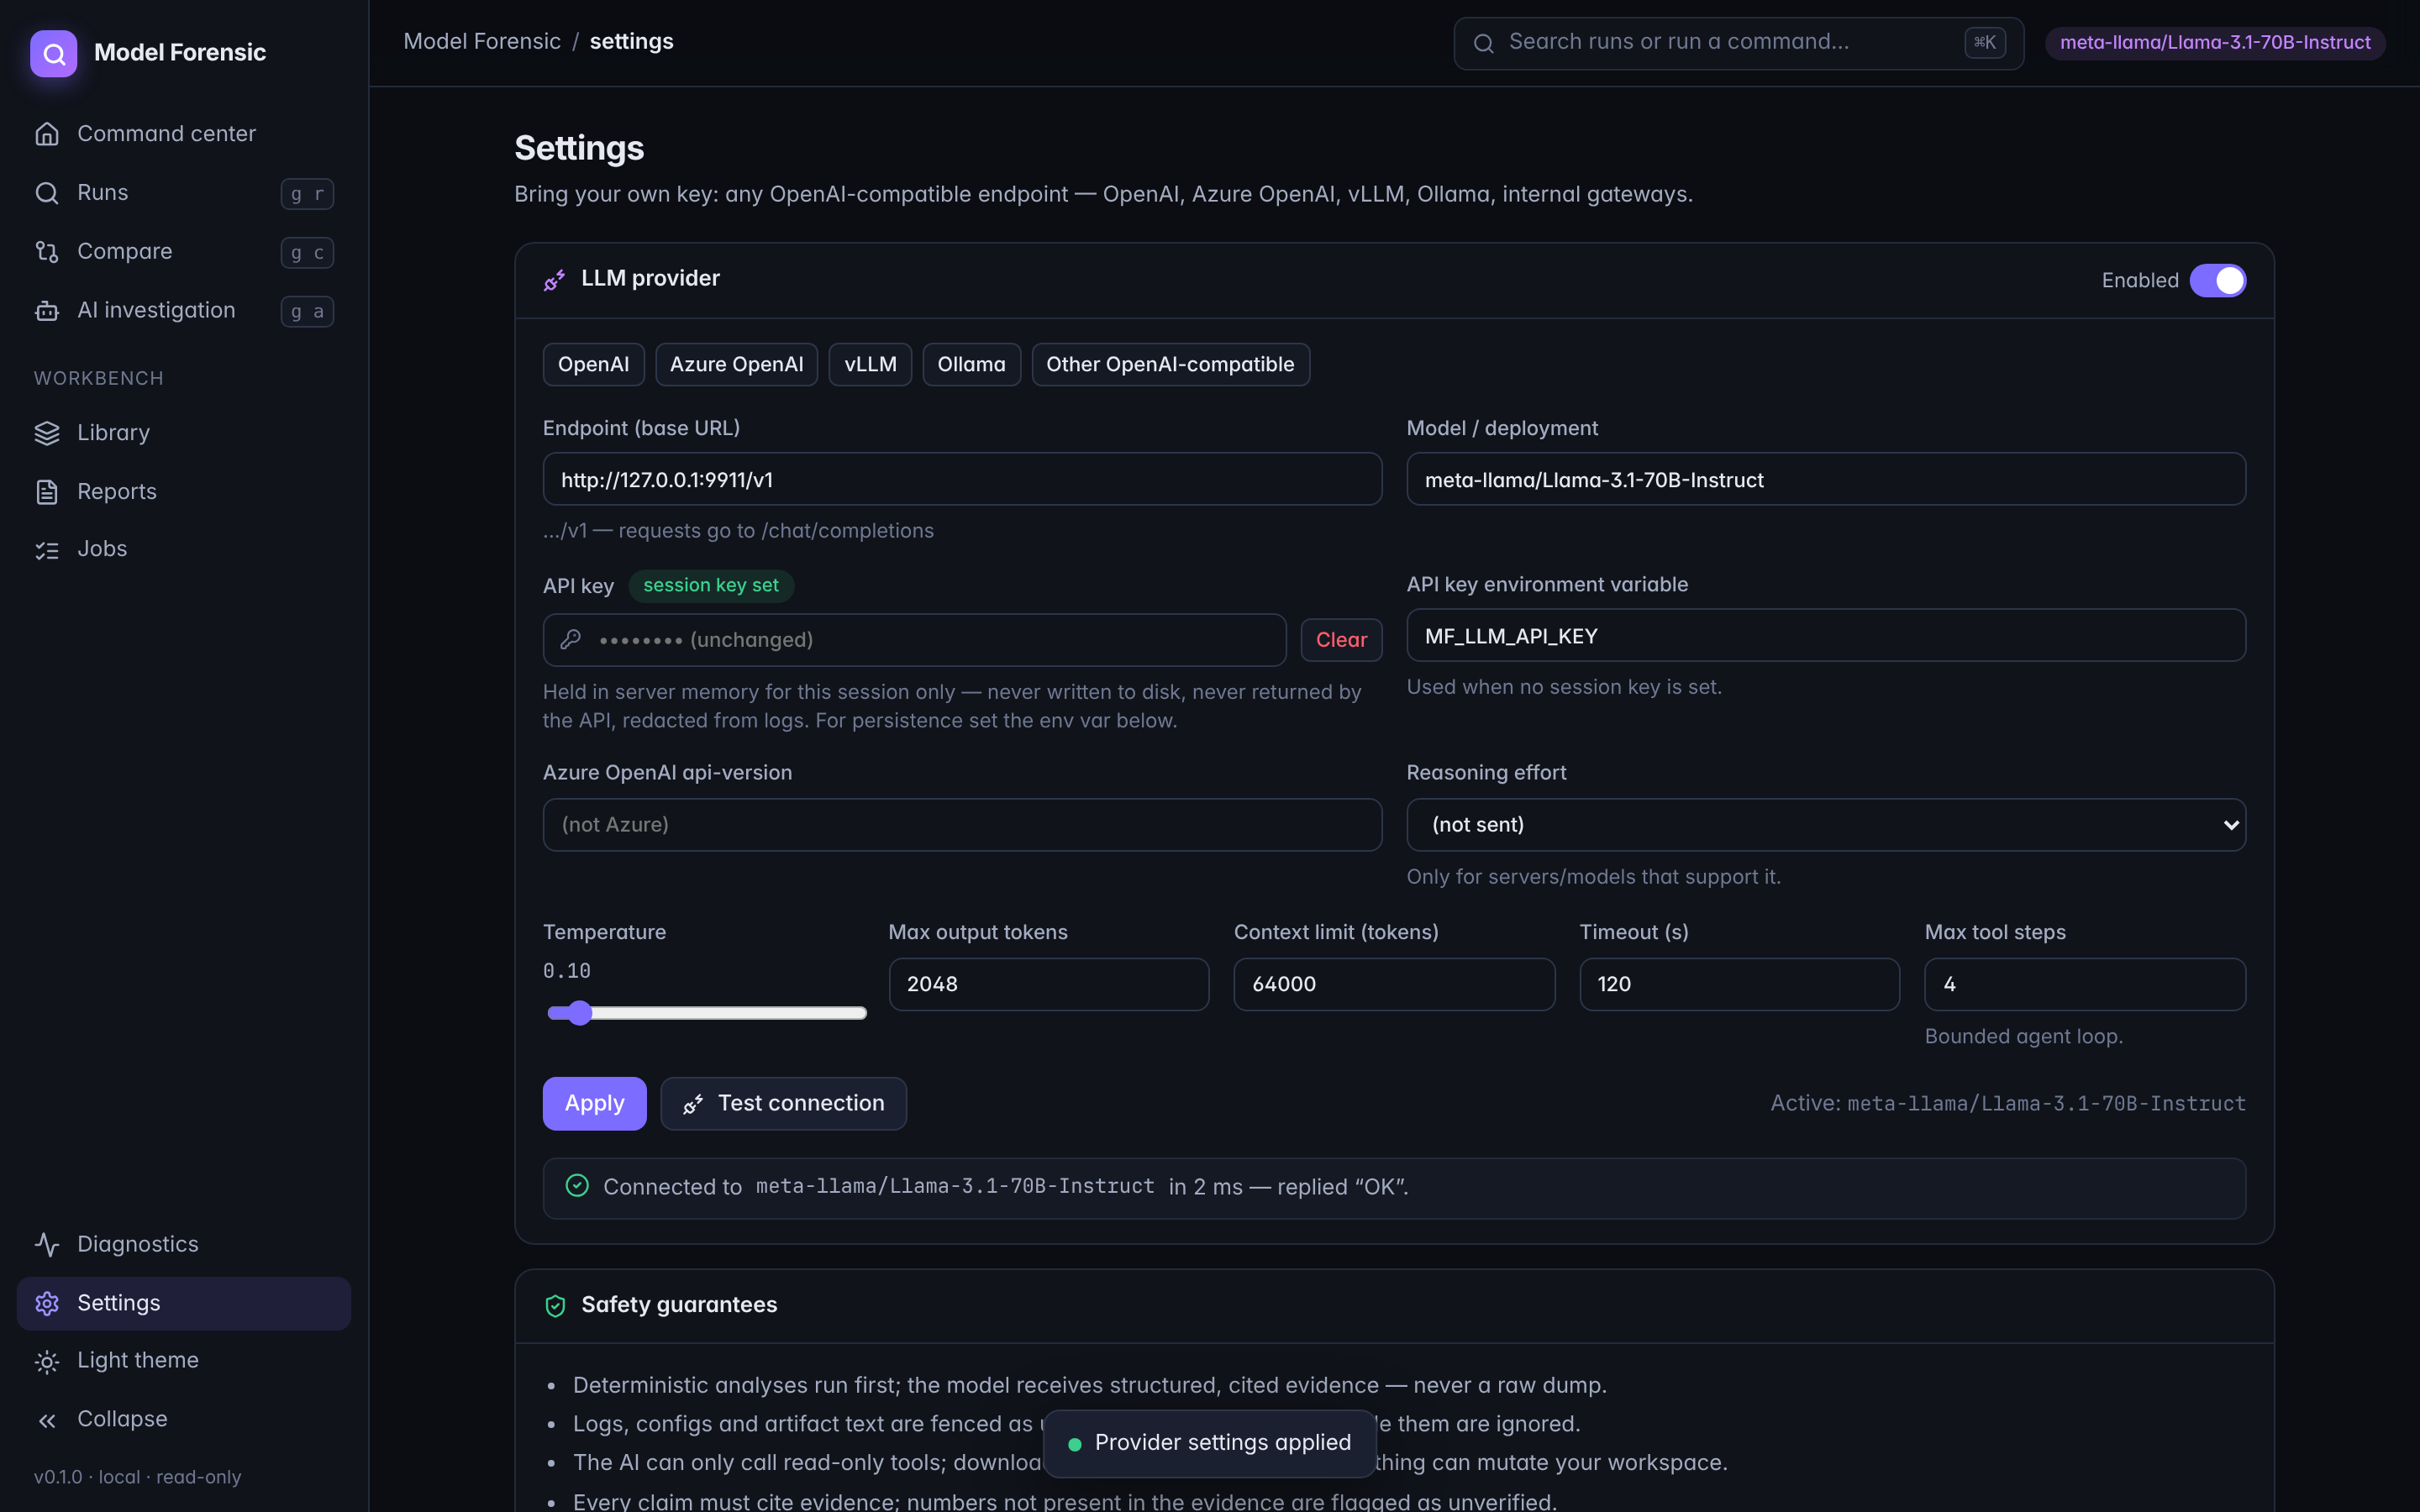 Model Forensic
Command center
Runs g r
Compare g c
AI investigation g a
WORKBENCH
Library
Reports
Jobs
Diagnostics
Settings
Light theme
Collapse
v0.1.0 · local · read-only
Model Forensic / settings
Search runs or run a command... ⌘K
meta-llama/Llama-3.1-70B-Instruct
Settings
Bring your own key: any OpenAI-compatible endpoint — OpenAI, Azure OpenAI, vLLM, Ollama, internal gateways.
LLM provider
Enabled
OpenAI Azure OpenAI vLLM Ollama Other OpenAI-compatible
Endpoint (base URL)
http://127.0.0.1:9911/v1
.../v1 — requests go to /chat/completions
Model / deployment
meta-llama/Llama-3.1-70B-Instruct
API key session key set
•••••••• (unchanged)
Clear
Held in server memory for this session only — never written to disk, never returned by
the API, redacted from logs. For persistence set the env var below.
API key environment variable
MF_LLM_API_KEY
Used when no session key is set.
Azure OpenAI api-version
(not Azure)
Reasoning effort
(not sent)
Only for servers/models that support it.
Temperature
0.10
Max output tokens
2048
Context limit (tokens)
64000
Timeout (s)
120
Max tool steps
4
Bounded agent loop.
Apply
Test connection
Active: meta-llama/Llama-3.1-70B-Instruct
Connected to meta-llama/Llama-3.1-70B-Instruct in 2 ms — replied “OK”.
Safety guarantees
• Deterministic analyses run first; the model receives structured, cited evidence — never a raw dump.
• Logs, configs and artifact text are fenced as them are ignored.
• The AI can only call read-only tools; can mutate your workspace.
• Every claim must cite evidence; numbers not present in the evidence are flagged as unverified.
Provider settings applied